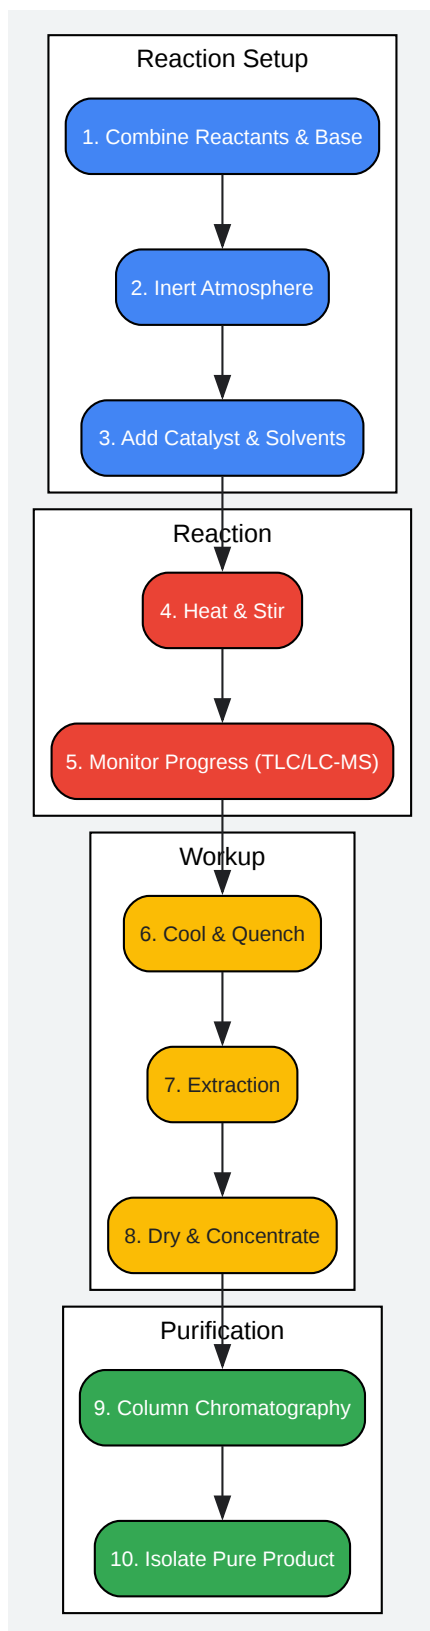 Reaction Setup
1. Combine Reactants & Base
2. Inert Atmosphere
3. Add Catalyst & Solvents
Reaction
4. Heat & Stir
5. Monitor Progress (TLC/LC-MS)
Workup
6. Cool & Quench
7. Extraction
8. Dry & Concentrate
Purification
9. Column Chromatography
10. Isolate Pure Product